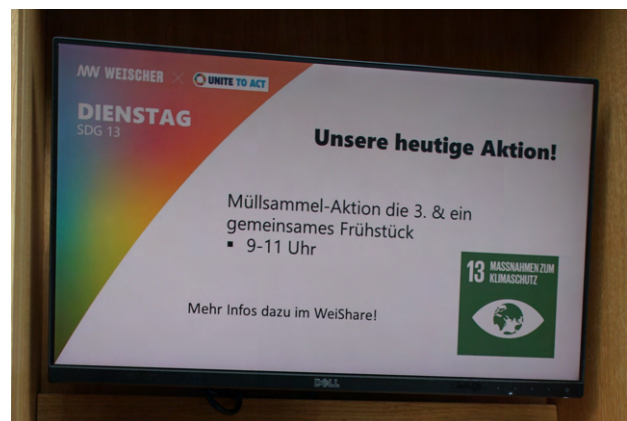 WEISCHER
UNITE TO ACT
DIENSTAG
SDG 13
Unsere heutige Aktion!
Müllsammel-Aktion die 3. & ein
gemeinsames Frühstück
▪ 9-11 Uhr
13 MASSNAHMEN ZUM
KLIMASCHUTZ
Mehr Infos dazu im WeiShare!
DELL